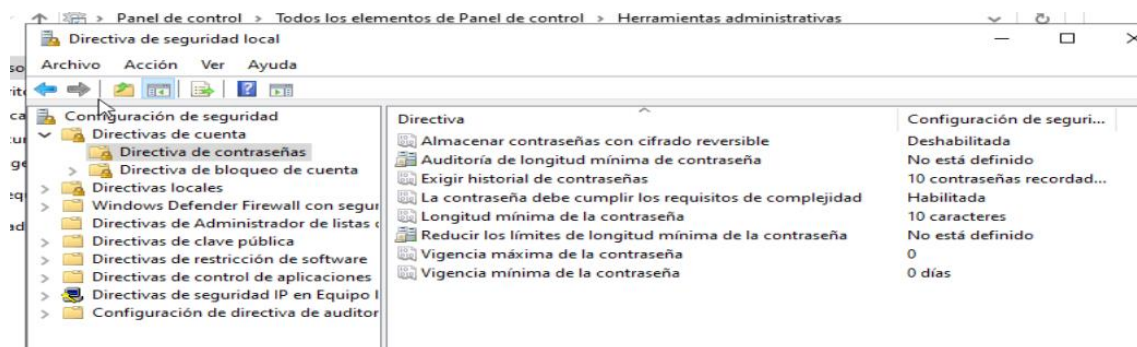 Panel de control > Todos los elementos de Panel de control > Herramientas administrativas
Directiva de seguridad local
Archivo Acción Ver Ayuda
Configuración de seguridad
Directivas de cuenta
Directiva de contraseñas
Directiva de bloqueo de cuenta
Directivas locales
Windows Defender Firewall con segur
Directivas de Administrador de listas
Directivas de clave pública
Directivas de restricción de software
Directivas de control de aplicaciones
Directivas de seguridad IP en Equipo l
Configuración de directiva de auditor
Directiva Configuración de seguri...
Almacenar contraseñas con cifrado reversible Deshabilitada
Auditoría de longitud mínima de contraseña No está definido
Exigir historial de contraseñas 10 contraseñas recordad...
La contraseña debe cumplir los requisitos de complejidad Habilitada
Longitud mínima de la contraseña 10 caracteres
Reducir los límites de longitud mínima de la contraseña No está definido
Vigencia máxima de la contraseña 0
Vigencia mínima de la contraseña 0 días